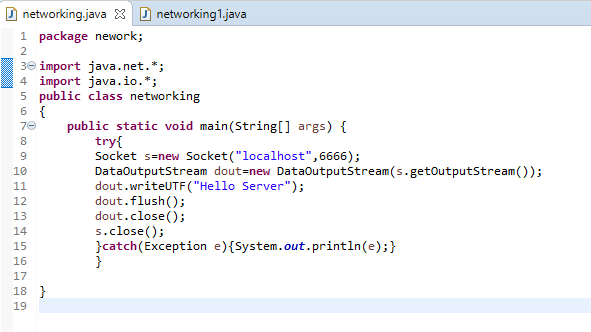 networking.java networking1.java
1 package nework;
2
3 import java.net.*;
4 import java.io.*;
5 public class networking
6 {
7 public static void main(String[] args) {
8 try{
9 Socket s=new Socket("localhost",6666);
10 DataOutputStream dout=new DataOutputStream(s.getOutputStream());
11 dout.writeUTF("Hello Server");
12 dout.flush();
13 dout.close();
14 s.close();
15 }catch(Exception e){System.out.println(e);}
16 }
17
18 }
19